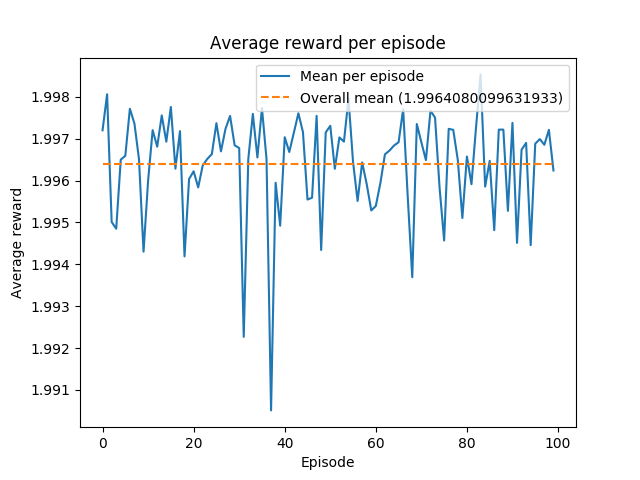 Average reward per episode
Mean per episode
Overall mean (1.9964080099631933)
1.998
1.997
1.996
1.995
1.994
1.993
1.992
1.991
Average reward
0 20 40 60 80 100
Episode